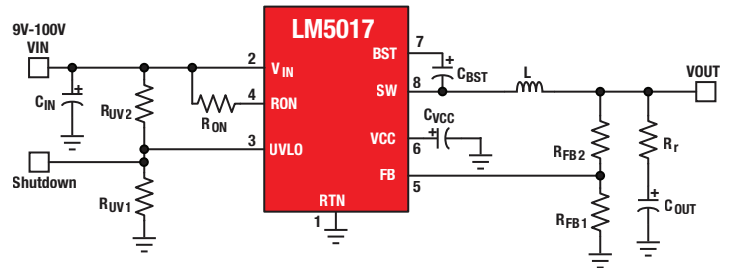 9V-100V
VIN
LM5017
2
7
VIN
BST
CBST
CIN
RUV2
4
RON
RON
8
SW
L
VOUT
3
UVLO
CVCC
VCC
6
RFB2
Rr
Shutdown
RUV1
FB
5
RTN
1
RFB1
COUT